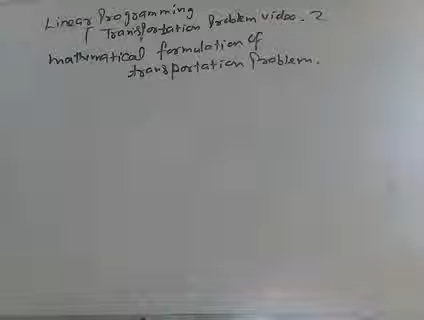 Linear Programming
( Transportation Problem video. 2
mathematical formulation of
transportation Problem.